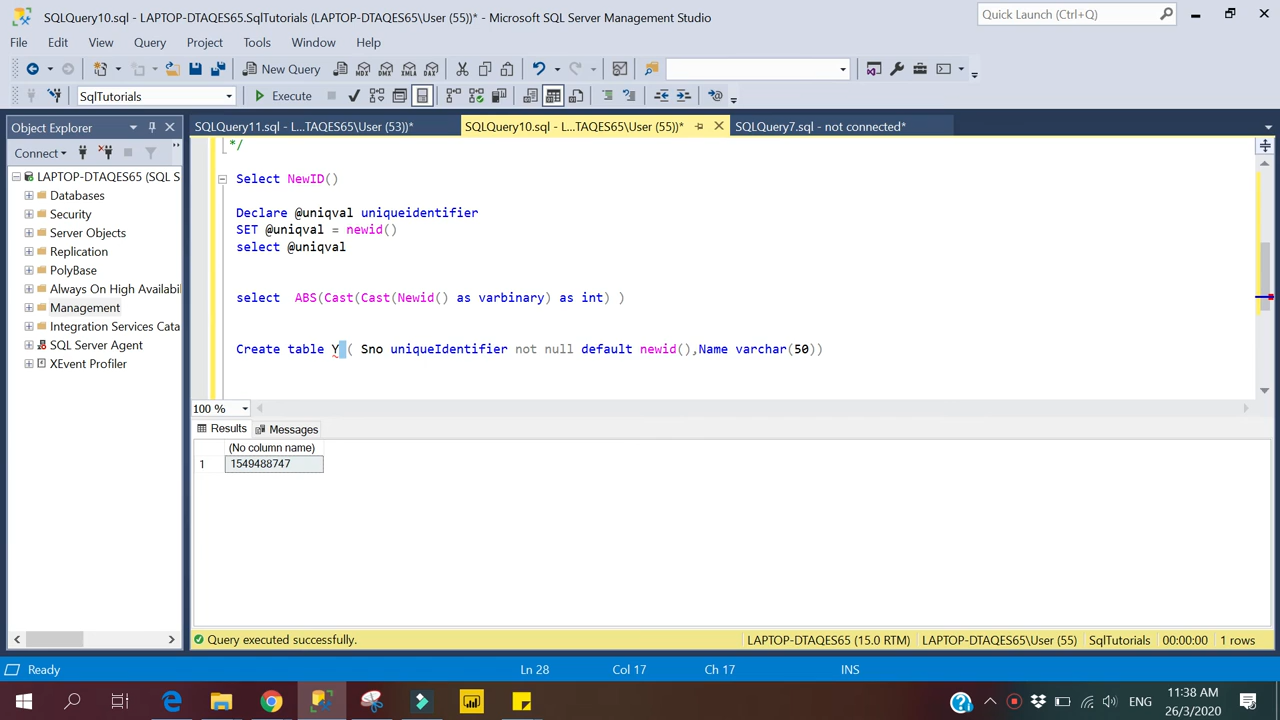 SQLQuery10.sql - LAPTOP-DTAQES65.SqlTutorials (LAPTOP-DTAQES65\User (55))* - Microsoft SQL Server Management Studio
Quick Launch (Ctrl+Q)
File Edit View Query Project Tools Window Help
New Query
MDX DMX XMLA DAX
SqlTutorials
Execute
Object Explorer
SQLQuery11.sql - L...TAQES65\User (53))*
SQLQuery10.sql - L...TAQES65\User (55))*
SQLQuery7.sql - not connected*
Connect
LAPTOP-DTAQES65 (SQL S
Databases
Security
Server Objects
Replication
PolyBase
Always On High Availabil
Management
Integration Services Cata
SQL Server Agent
XEvent Profiler
*/
Select NewID()
Declare @uniqval uniqueidentifier
SET @uniqval = newid()
select @uniqval
select ABS(Cast(Cast(Newid() as varbinary) as int) )
Create table Y ( Sno uniqueIdentifier not null default newid(),Name varchar(50))
100 %
Results Messages
(No column name)
1 1549488747
Query executed successfully.
LAPTOP-DTAQES65 (15.0 RTM) LAPTOP-DTAQES65\User (55) SqlTutorials 00:00:00 1 rows
Ready Ln 28 Col 17 Ch 17 INS
ENG
11:38 AM
26/3/2020